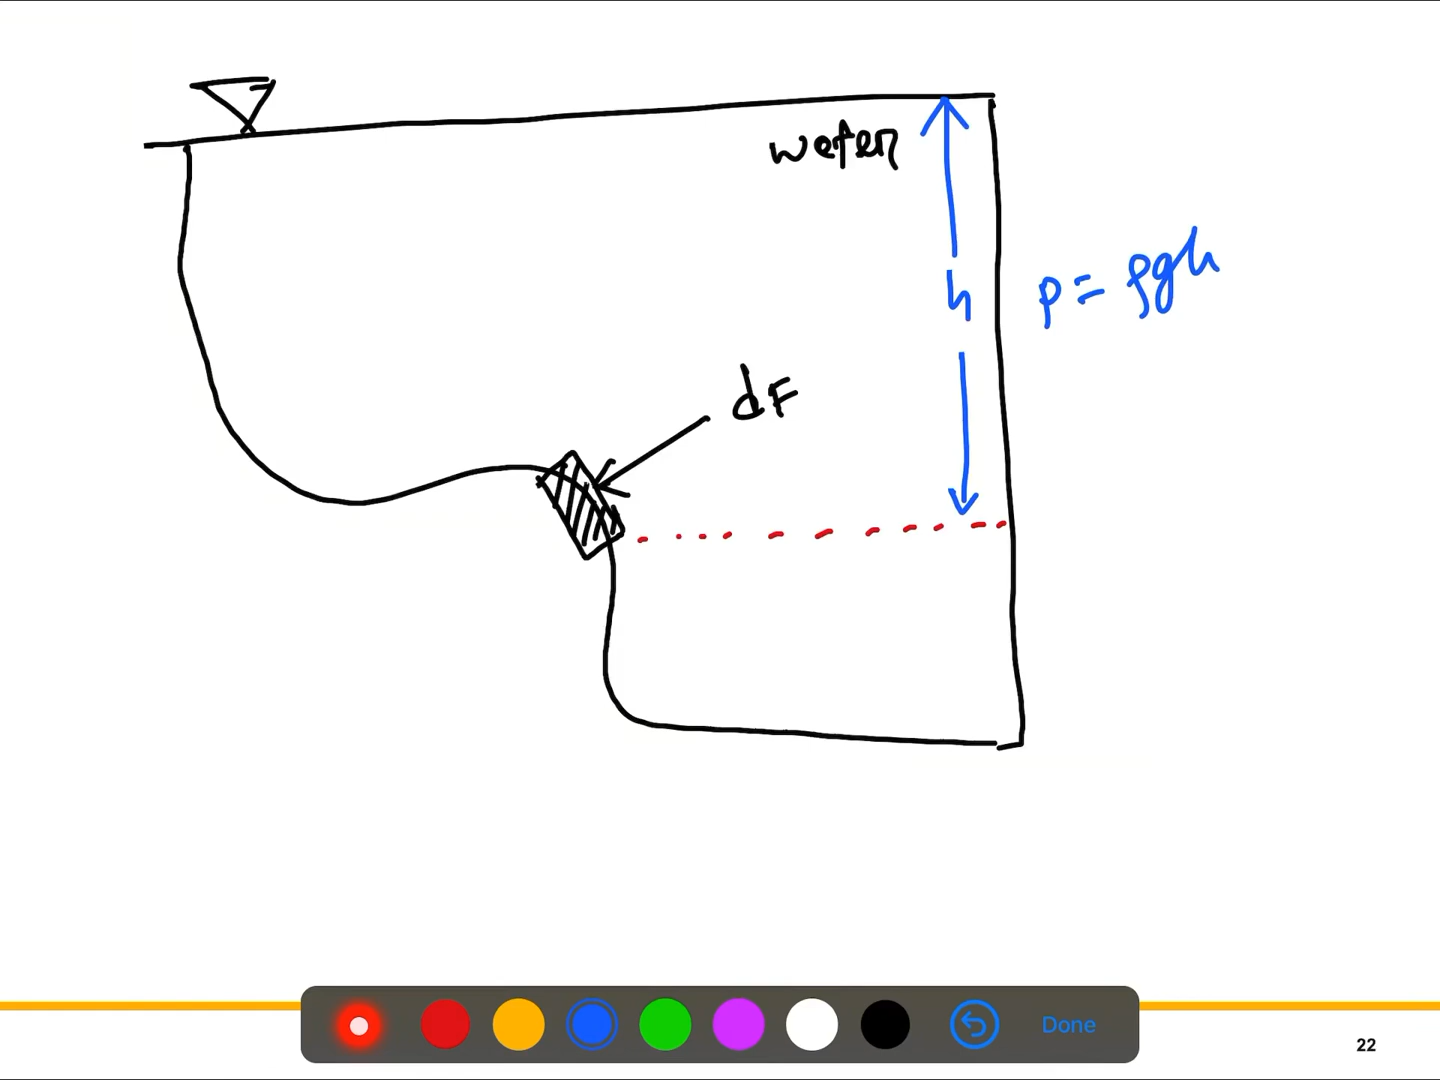 water
h
p = ρgh
dF
Done
22